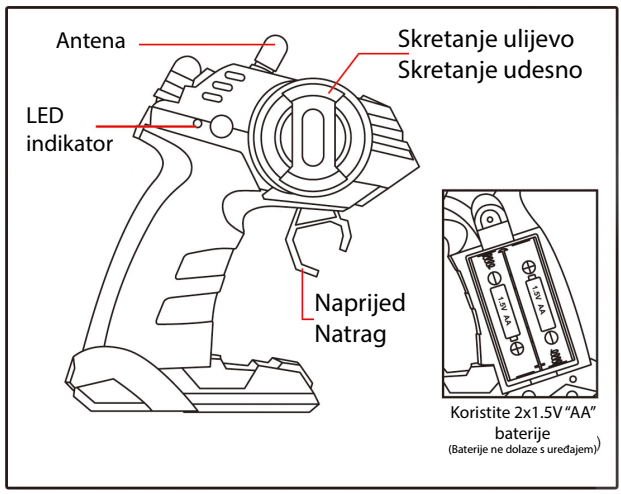 Antena
Skretanje ulijevo
Skretanje udesno
LED
indikator
Naprijed
Natrag
1.5V AA
1.5V AA
Koristite 2x1.5V “AA”
baterije
(Baterije ne dolaze s uređajem))